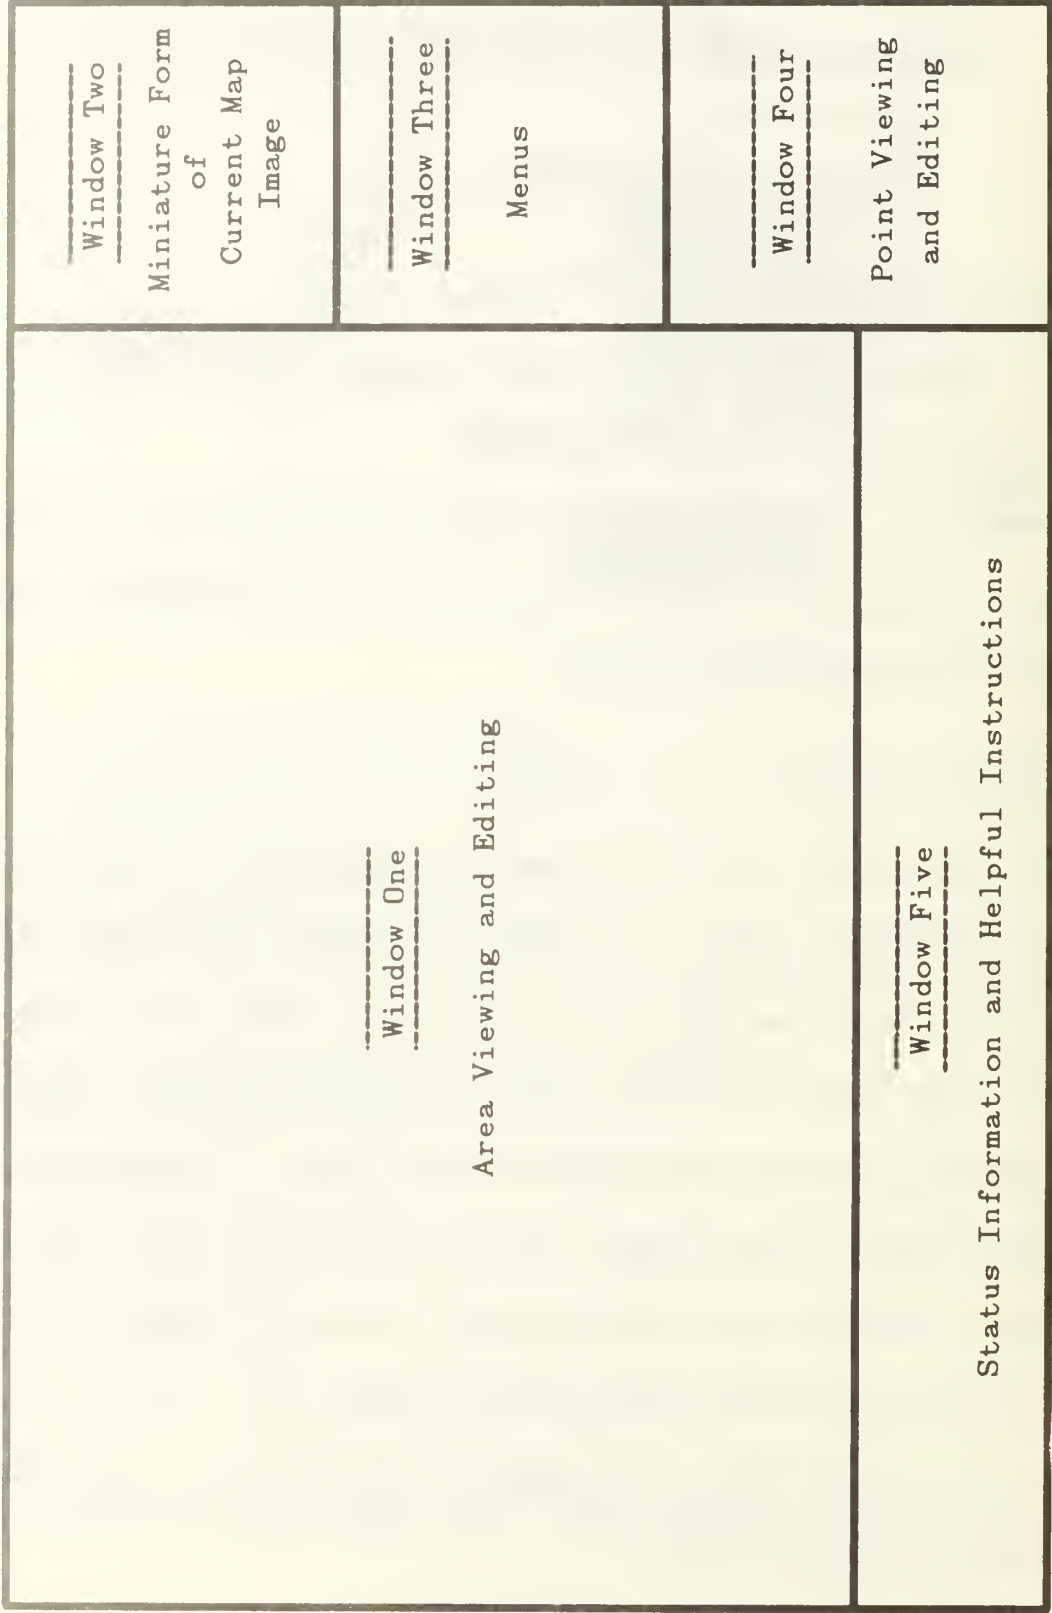 Window One
Area Viewing and Editing
Window Two
Miniature Form
of
Current Map
Image
Window Three
Menus
Window Four
Point Viewing
and Editing
Window Five
Status Information and Helpful Instructions